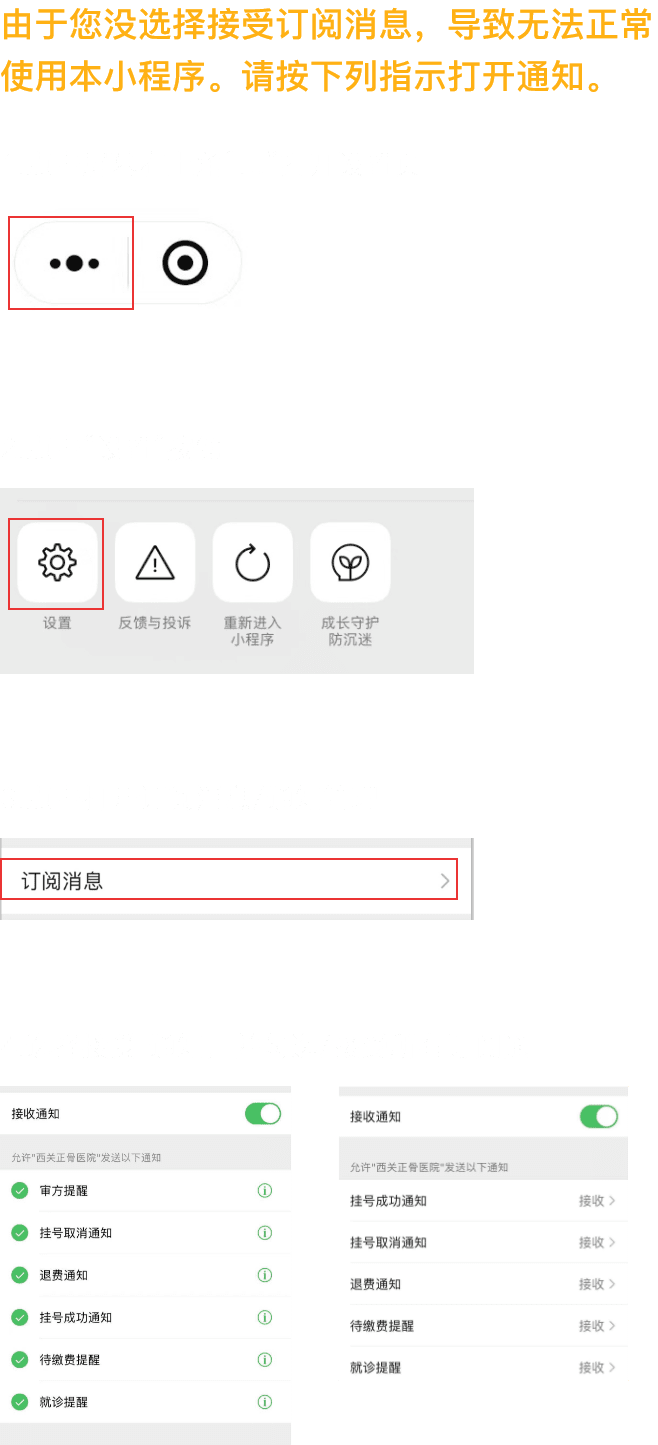 由于您没选择接受订阅消息，导致无法正常
使用本小程序。请按下列指示打开通知。
设置
反馈与投诉
重新进入
小程序
成长守护
防沉迷
订阅消息
接收通知
允许"西关正骨医院"发送以下通知
审方提醒
挂号取消通知
退费通知
挂号成功通知
待缴费提醒
就诊提醒
接收通知
允许"西关正骨医院"发送以下通知
挂号成功通知 接收
挂号取消通知 接收
退费通知 接收
待缴费提醒 接收
就诊提醒 接收